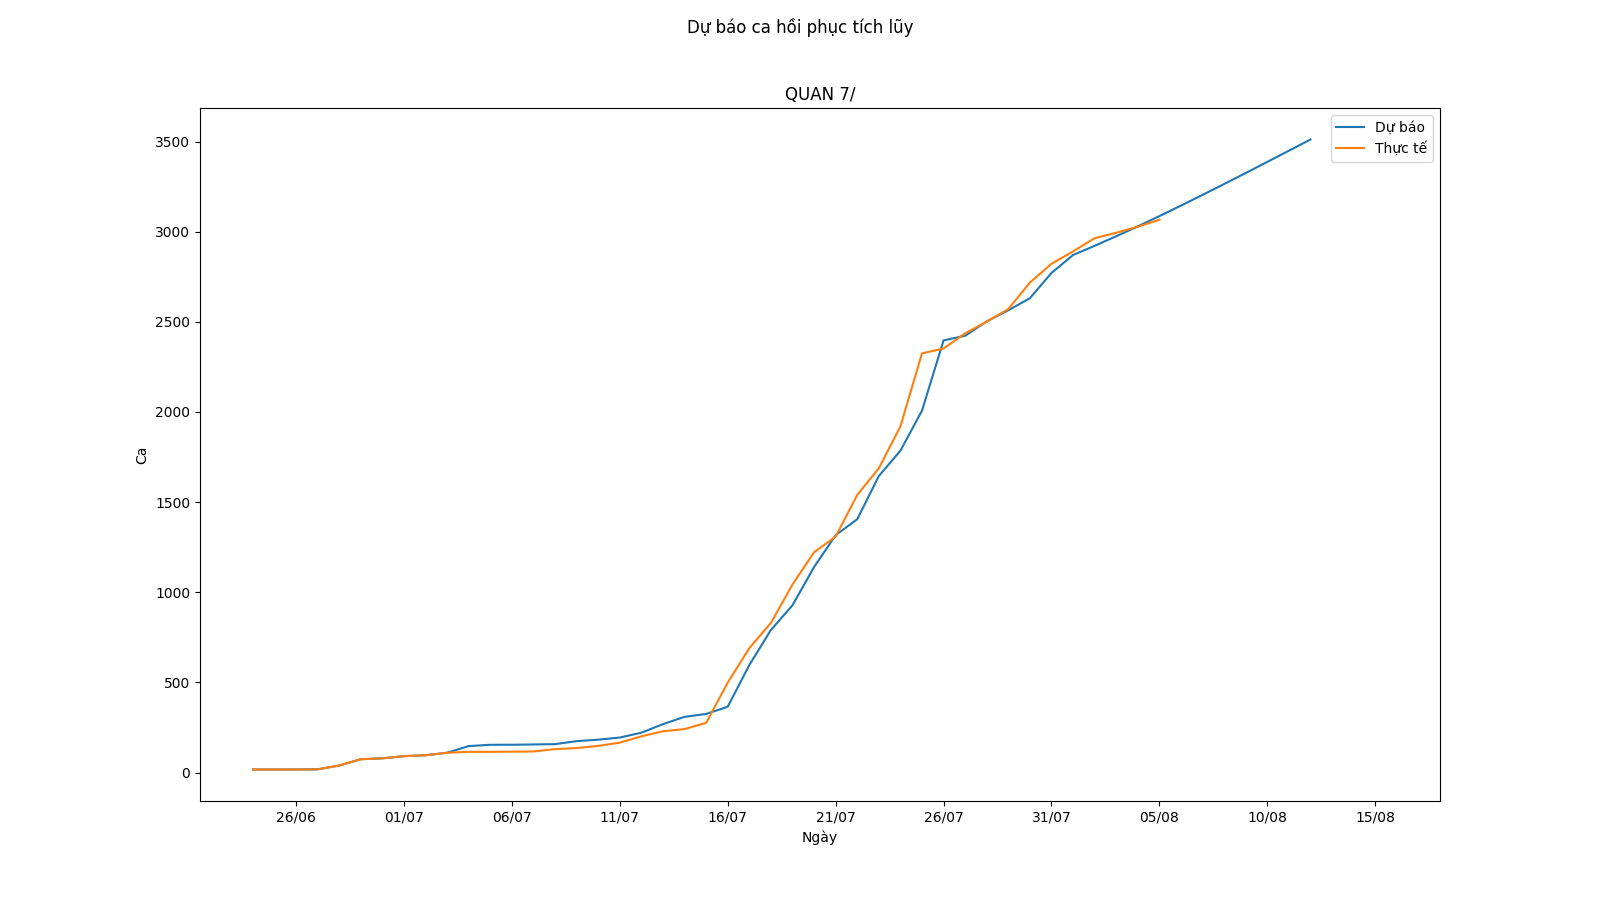 Dự báo ca hồi phục tích lũy
QUAN 7/
Dự báo
Thực tế
3500
3000
2500
2000
1500
1000
500
0
Ca
26/06 01/07 06/07 11/07 16/07 21/07 26/07 31/07 05/08 10/08 15/08
Ngày